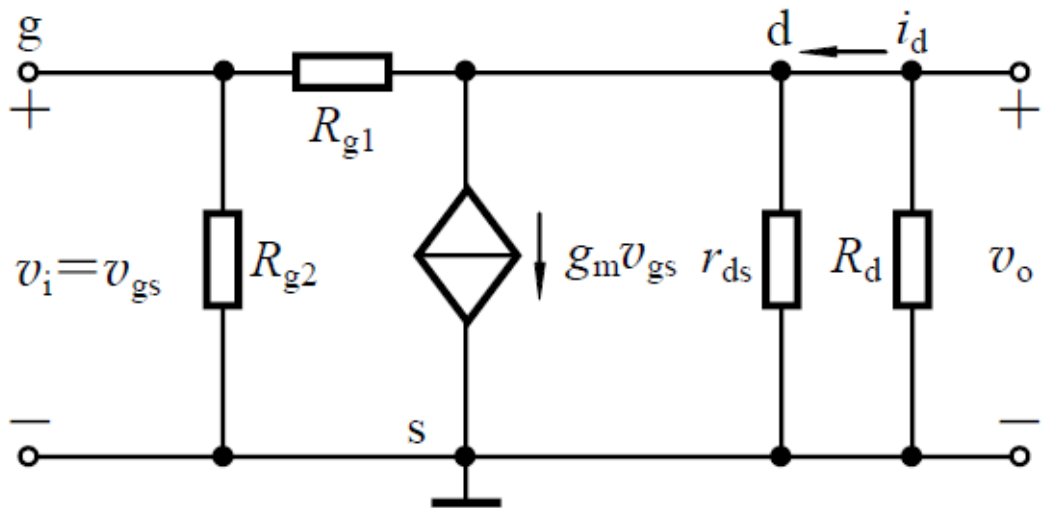 g
d
i_d
+
+
R_g1
v_i=v_gs
R_g2
g_m v_gs
r_ds
R_d
v_o
−
s
−